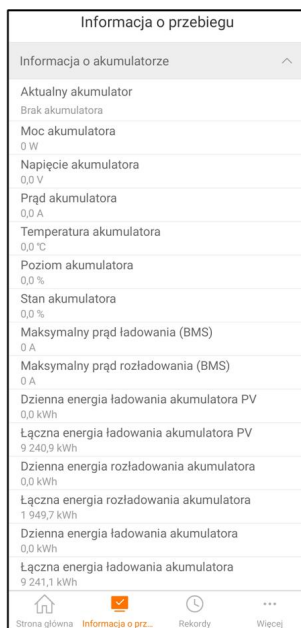 Informacja o przebiegu
Informacja o akumulatorze
Aktualny akumulator
Brak akumulatora
Moc akumulatora
0 W
Napięcie akumulatora
0,0 V
Prąd akumulatora
0,0 A
Temperatura akumulatora
0,0 ℃
Poziom akumulatora
0,0 %
Stan akumulatora
0,0 %
Maksymalny prąd ładowania (BMS)
0 A
Maksymalny prąd rozładowania (BMS)
0 A
Dzienna energia ładowania akumulatora PV
0,0 kWh
Łączna energia ładowania akumulatora PV
9 240,9 kWh
Dzienna energia rozładowania akumulatora
0,0 kWh
Łączna energia rozładowania akumulatora
1 949,7 kWh
Dzienna energia ładowania akumulatora
0,0 kWh
Łączna energia ładowania akumulatora
9 241,1 kWh
Strona główna Informacja o prz... Rekordy Więcej